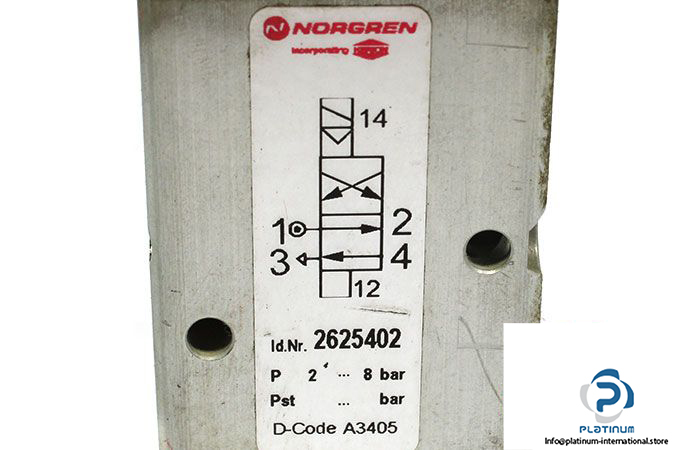 NORGREN
Incorporating
14
1
2
3
4
12
Id.Nr. 2625402
P 2 ... 8 bar
Pst ... bar
D-Code A3405
PLATINUM
Info@platinum-international.store